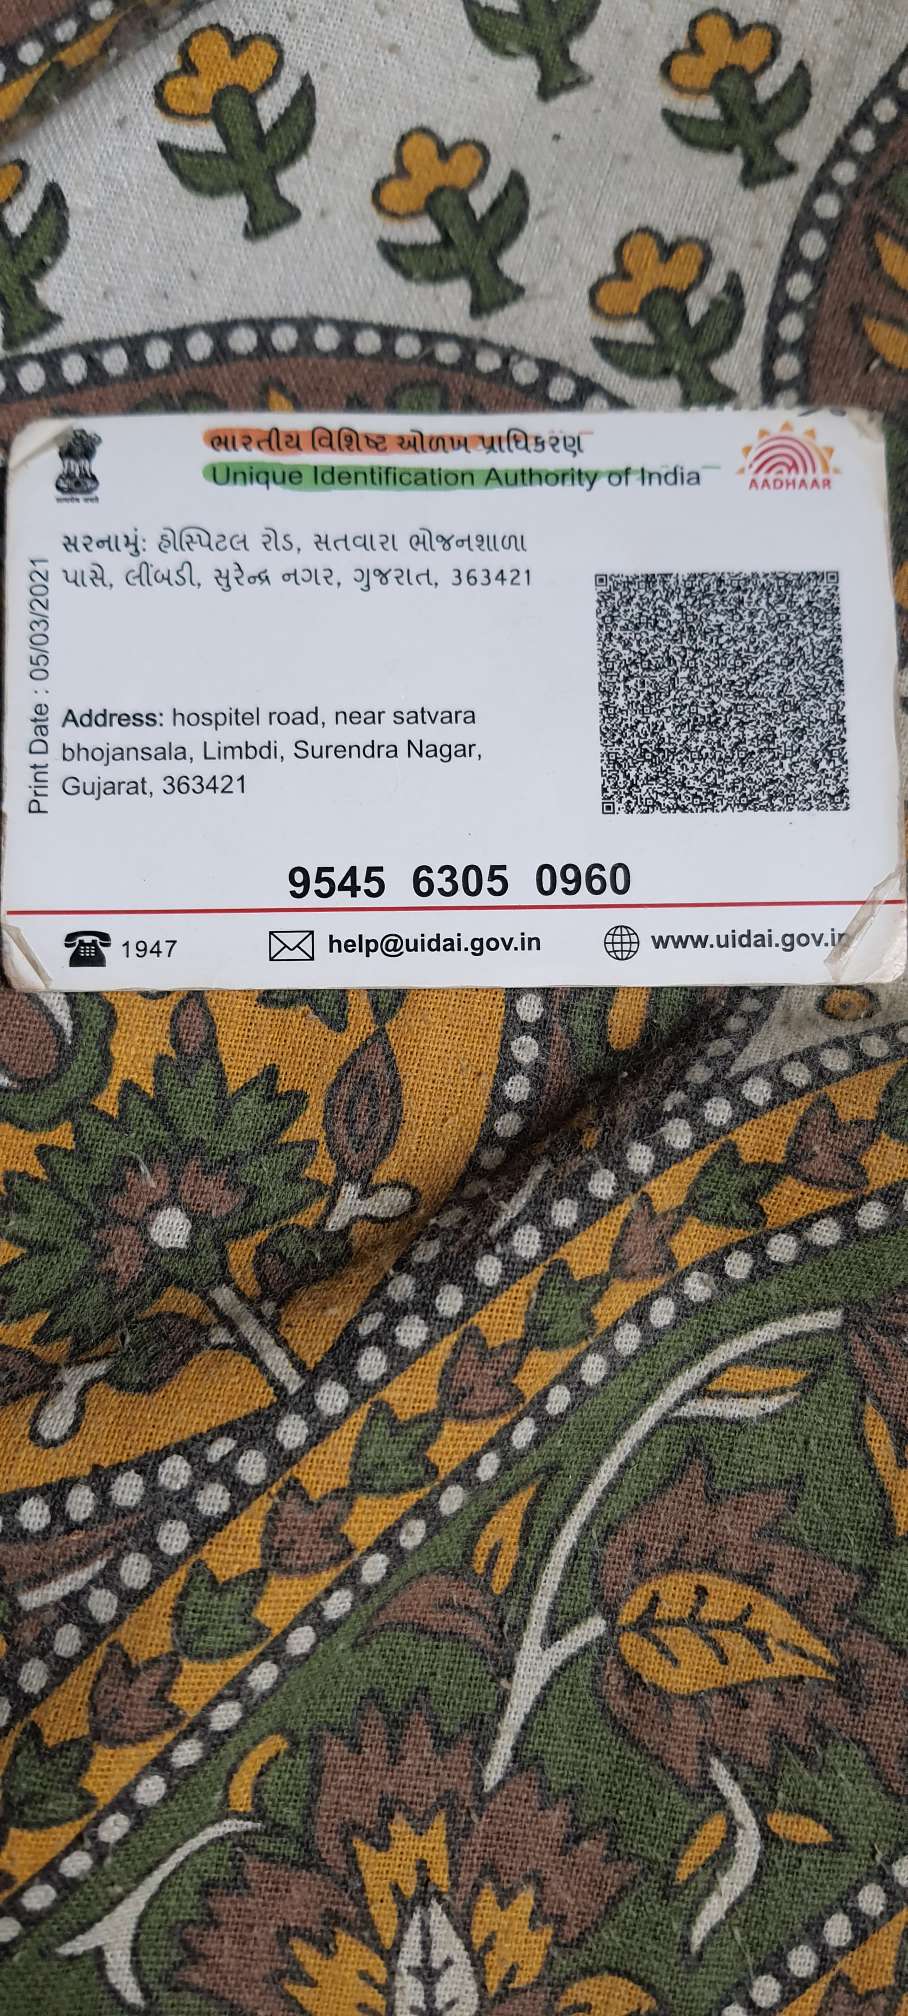 ભારતીય વિશિષ્ટ ઓળખ પ્રાધિકરણ
Unique Identification Authority of India
AADHAAR
સરનામું: હોસ્પિટલ રોડ, સતવારા ભોજનશાળા
પાસે, લીંબડી, સુરેન્દ્ર નગર, ગુજરાત, 363421
Print Date : 05/03/2021
Address: hospitel road, near satvara
bhojansala, Limbdi, Surendra Nagar,
Gujarat, 363421
9545 6305 0960
1947
help@uidai.gov.in
www.uidai.gov.in